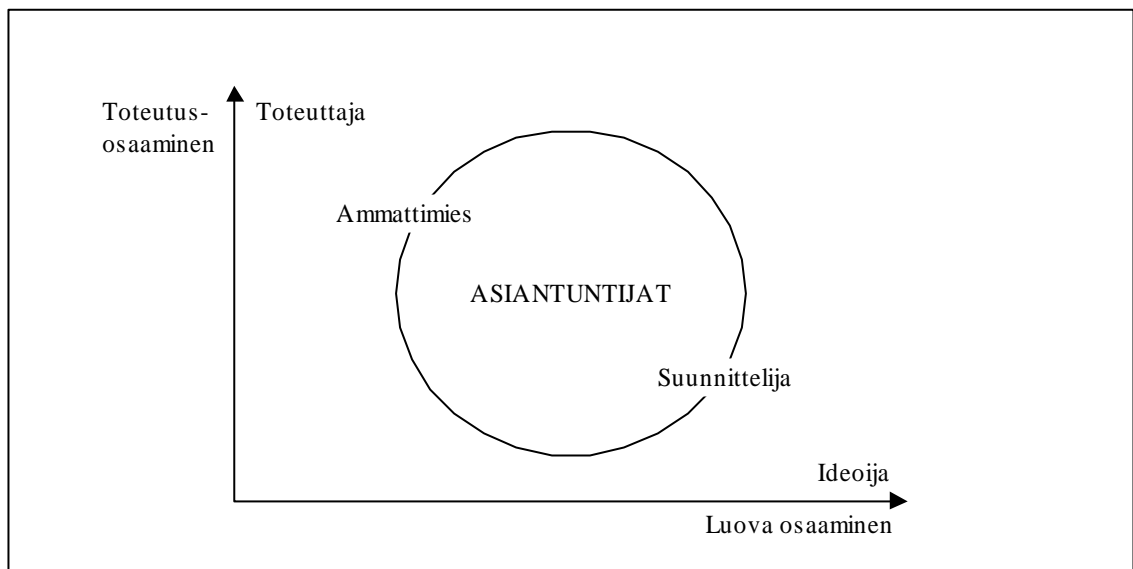 Toteutus-
osaaminen
Toteuttaja
Ammattimies
ASIANTUNTIJAT
Suunnittelija
Ideoija
Luova osaaminen